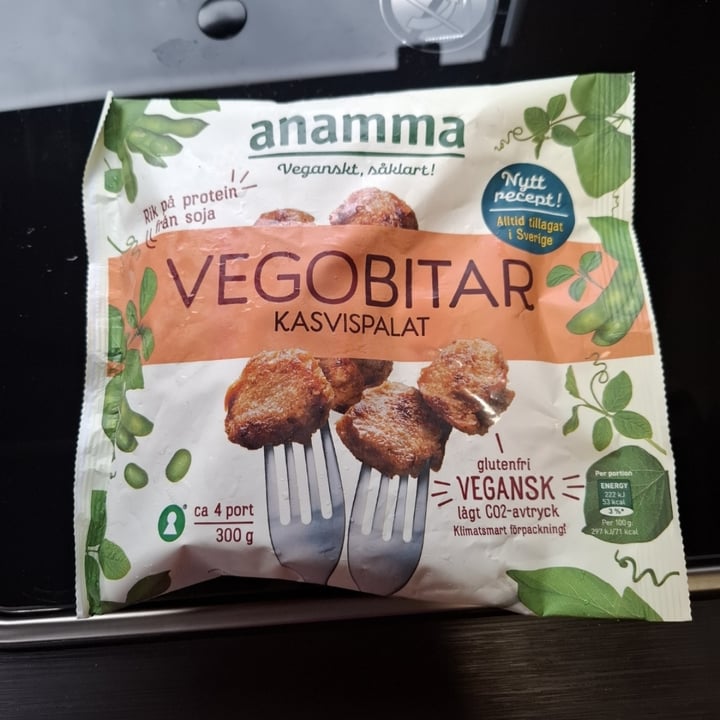 anamma
Veganskt, såklart!
Rik på protein
från soja
Nytt
recept!
Alltid tillagat
i Sverige
VEGOBITAR
KASVISPALAT
glutenfri
VEGANSK
lågt CO2-avtryck
Klimatsmart förpackning!
ca 4 port
300 g
Per portion
ENERGY
222 kJ
53 kcal
3 %*
Per 100g:
297 kJ/71 kcal